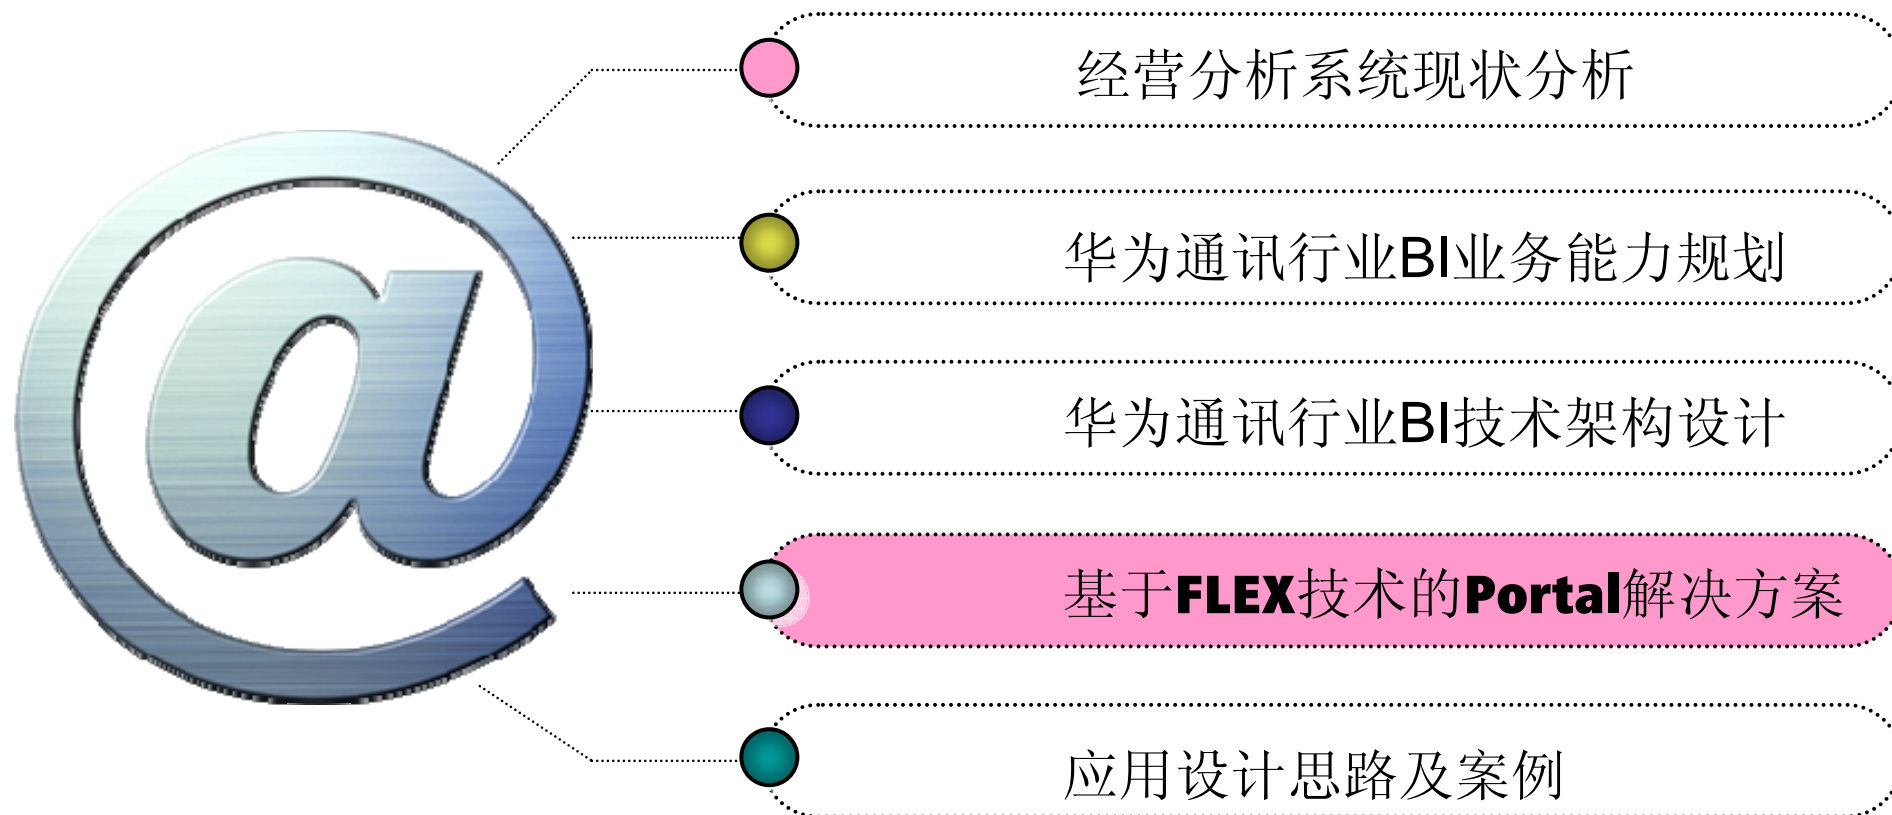 经营分析系统现状分析
华为通讯行业BI业务能力规划
华为通讯行业BI技术架构设计
基于FLEX技术的Portal解决方案
应用设计思路及案例